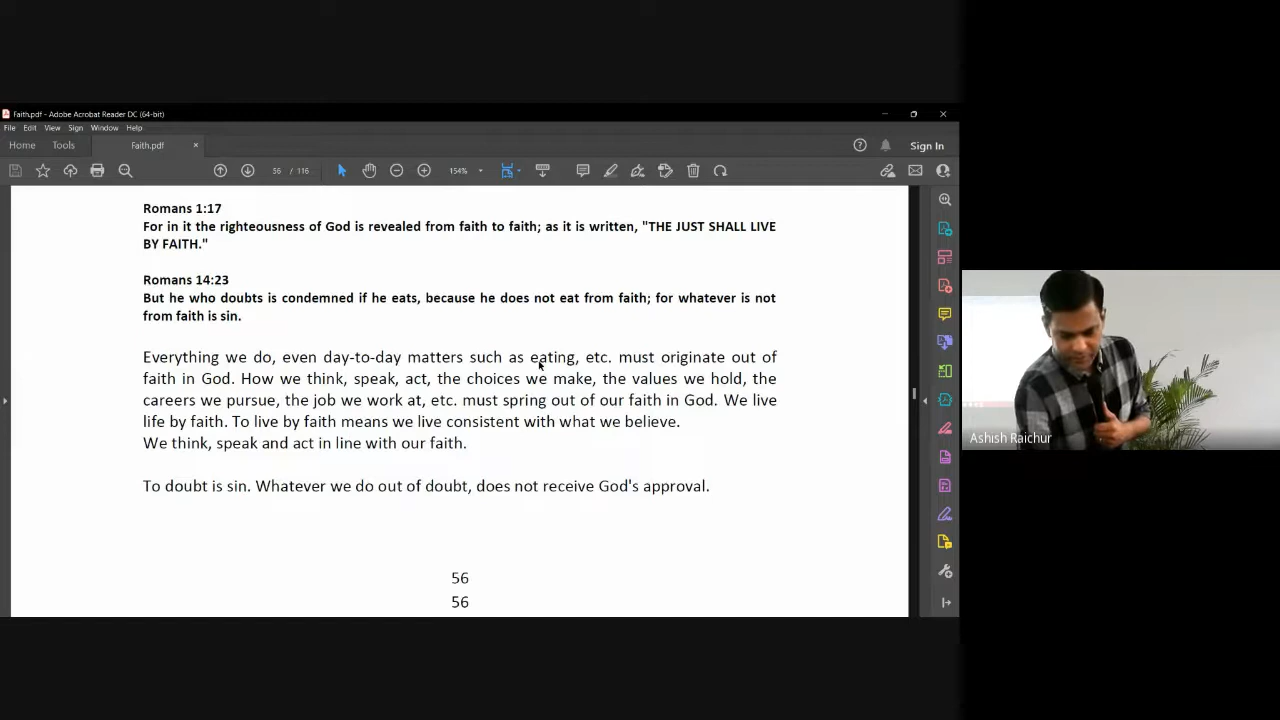 Faith.pdf - Adobe Acrobat Reader DC (64-bit)
File Edit View Sign Window Help
Home Tools Faith.pdf × Sign In
56 / 116 154%
Romans 1:17
For in it the righteousness of God is revealed from faith to faith; as it is written, "THE JUST SHALL LIVE
BY FAITH."
Romans 14:23
But he who doubts is condemned if he eats, because he does not eat from faith; for whatever is not
from faith is sin.
Everything we do, even day-to-day matters such as eating, etc. must originate out of
faith in God. How we think, speak, act, the choices we make, the values we hold, the
careers we pursue, the job we work at, etc. must spring out of our faith in God. We live
life by faith. To live by faith means we live consistent with what we believe.
We think, speak and act in line with our faith.
To doubt is sin. Whatever we do out of doubt, does not receive God's approval.
56
56
Ashish Raichur